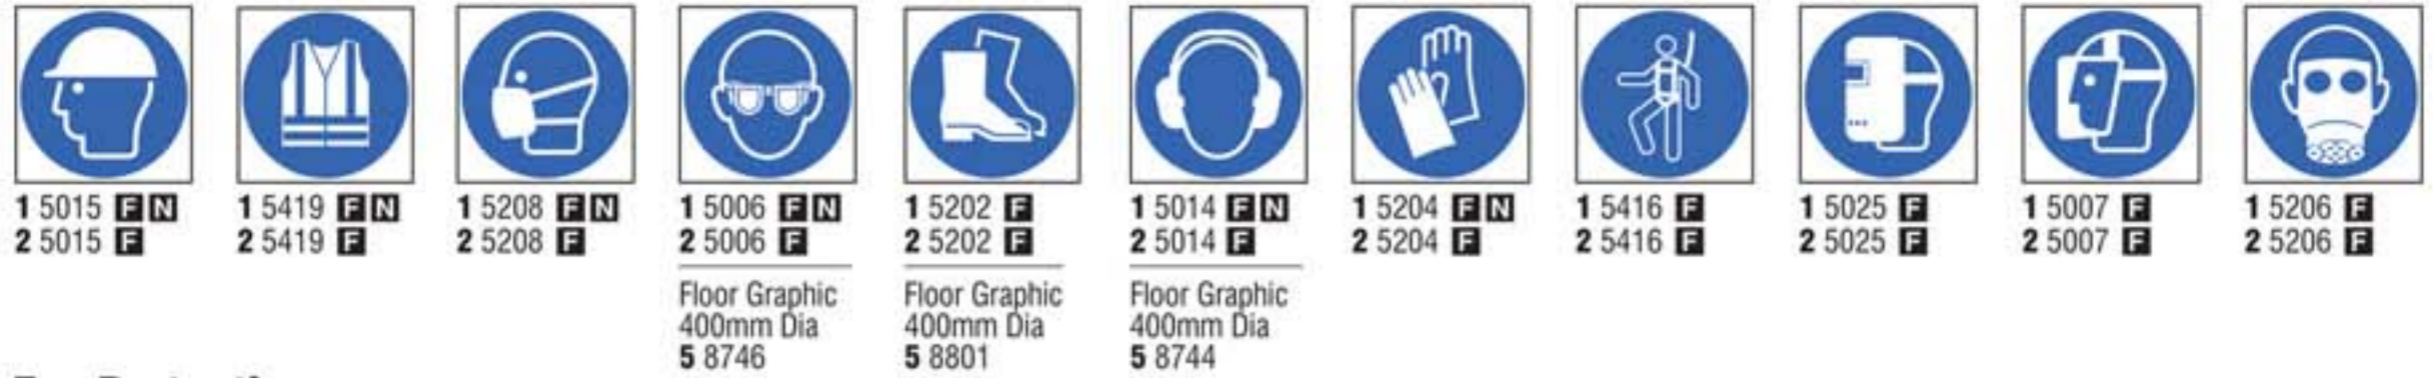 1 5015 F N
2 5015 F
1 5419 F N
2 5419 F
1 5208 F N
2 5208 F
1 5006 F N
2 5006 F
Floor Graphic
400mm Dia
5 8746
1 5202 F
2 5202 F
Floor Graphic
400mm Dia
5 8801
1 5014 F N
2 5014 F
Floor Graphic
400mm Dia
5 8744
1 5204 F N
2 5204 F
1 5416 F
2 5416 F
1 5025 F
2 5025 F
1 5007 F
2 5007 F
1 5206 F
2 5206 F